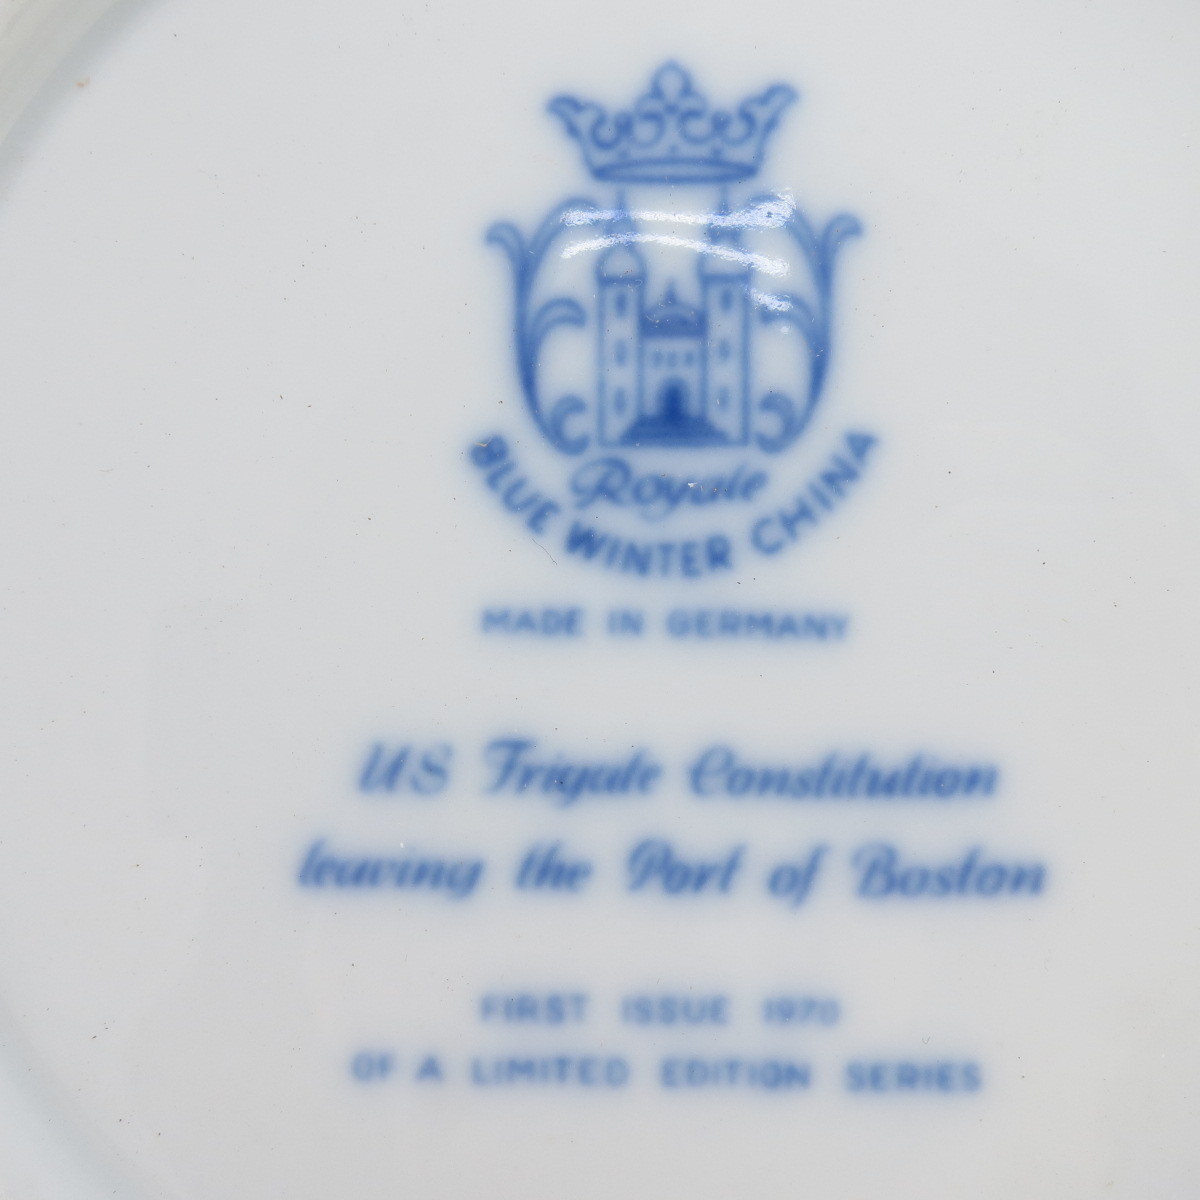 Royale
BLUE WINTER CHINA
MADE IN GERMANY
US Frigate Constitution
leaving the Port of Boston
FIRST ISSUE 1970
OF A LIMITED EDITION SERIES